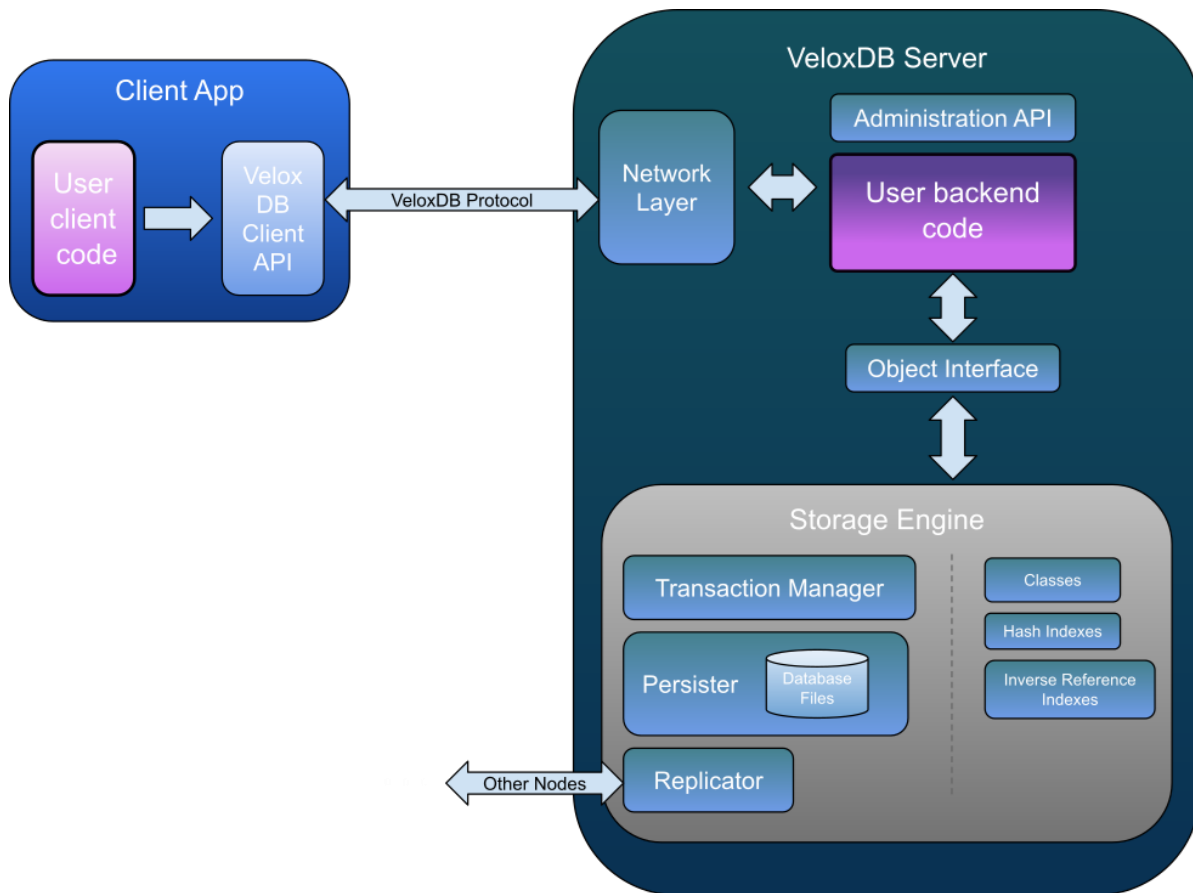 Client App
User
client
code
Velox
DB
Client
API
VeloxDB Protocol
VeloxDB Server
Network
Layer
Administration API
User backend
code
Object Interface
Storage Engine
Transaction Manager
Persister
Database
Files
Replicator
Other Nodes
Classes
Hash Indexes
Inverse Reference
Indexes